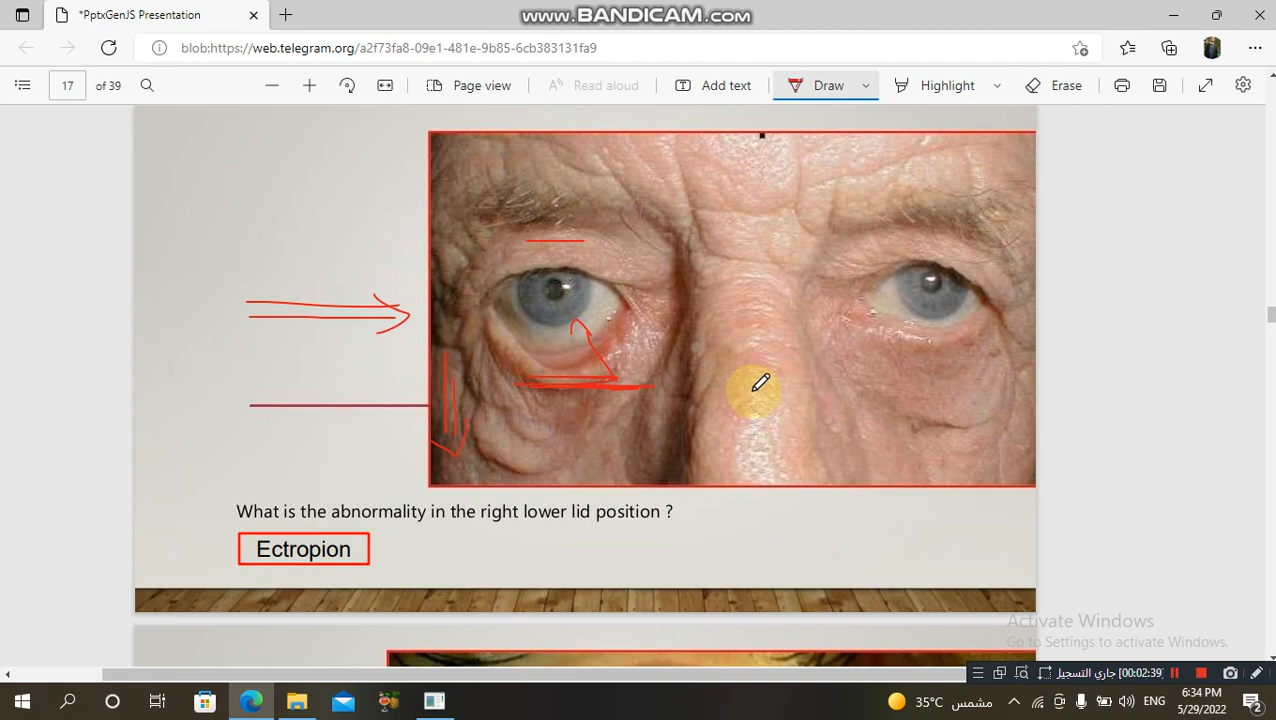 WWW.BANDICAM.COM
*PptxGenJS Presentation
blob:https://web.telegram.org/a2f73fa8-09e1-481e-9b85-6cb383131fa9
17 of 39
Page view
Read aloud
Add text
Draw
Highlight
Erase
What is the abnormality in the right lower lid position ?
Ectropion
Activate Windows
Go to Settings to activate Windows.
جاري التسجيل [00:02:39]
35°C مشمس
ENG
6:34 PM
5/29/2022
2